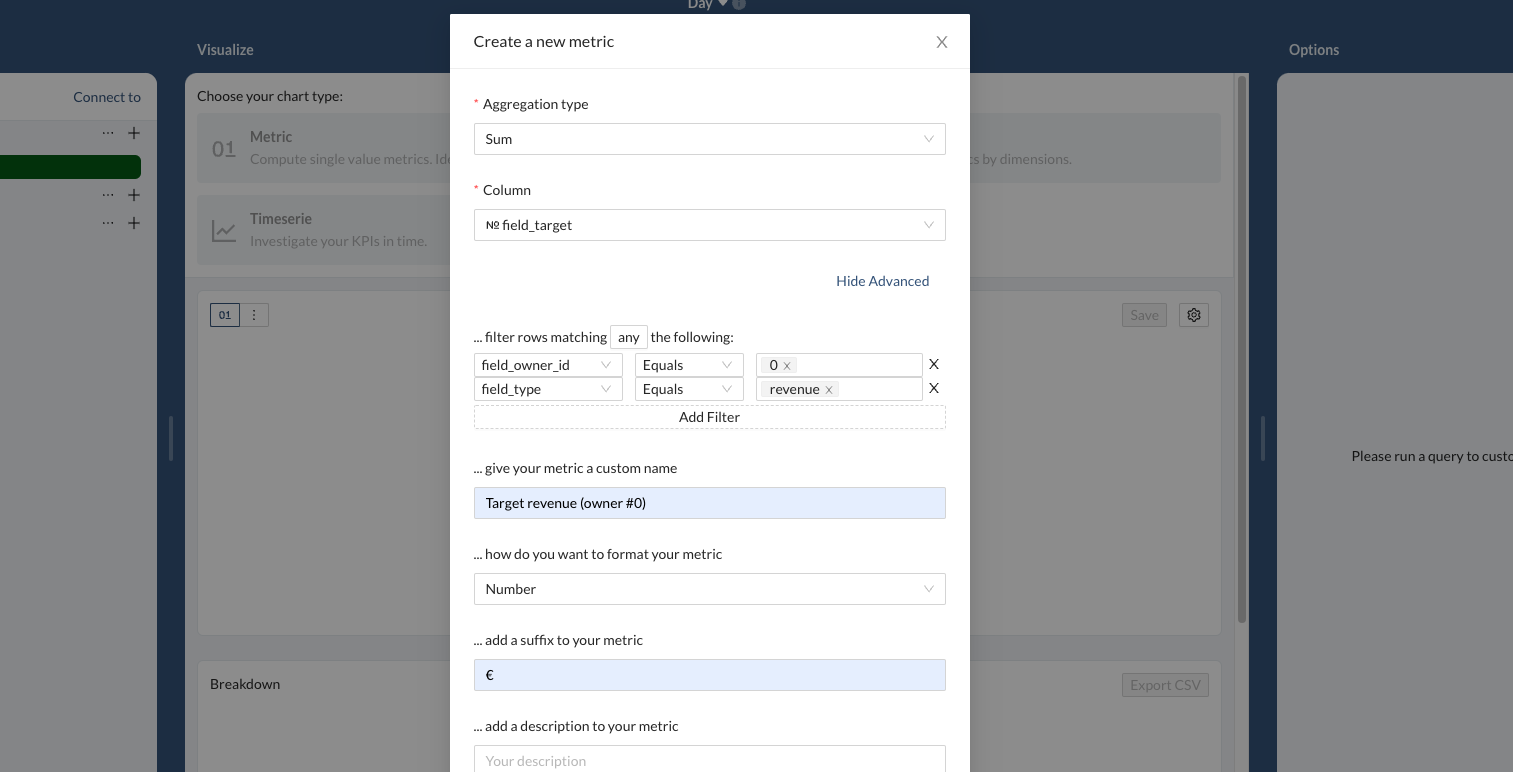 Day
Visualize
Options
Create a new metric
Connect to
Choose your chart type:
* Aggregation type
01 Metric
Sum
Compute single value metrics. Ide
cs by dimensions.
* Column
Timeserie
№ field_target
Investigate your KPIs in time.
Hide Advanced
01
Save
... filter rows matching any the following:
field_owner_id Equals 0 x X
field_type Equals revenue x X
Add Filter
Please run a query to custo
... give your metric a custom name
Target revenue (owner #0)
... how do you want to format your metric
Number
... add a suffix to your metric
€
Breakdown
Export CSV
... add a description to your metric
Your description